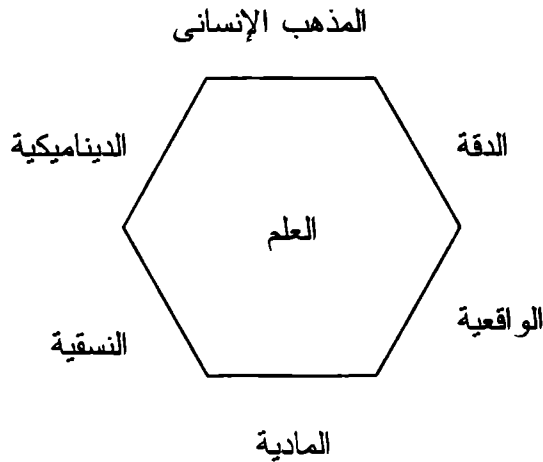 المذهب الإنسانى
الدقة
الديناميكية
العلم
الواقعية
النسقية
المادية